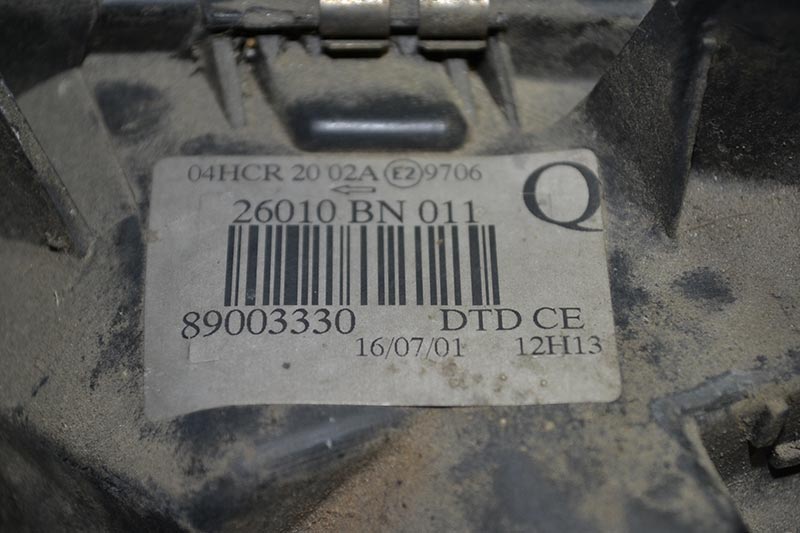 04HCR 20 02A E2 9706
Q
26010 BN 011
89003330 DTD CE
16/07/01 12H13